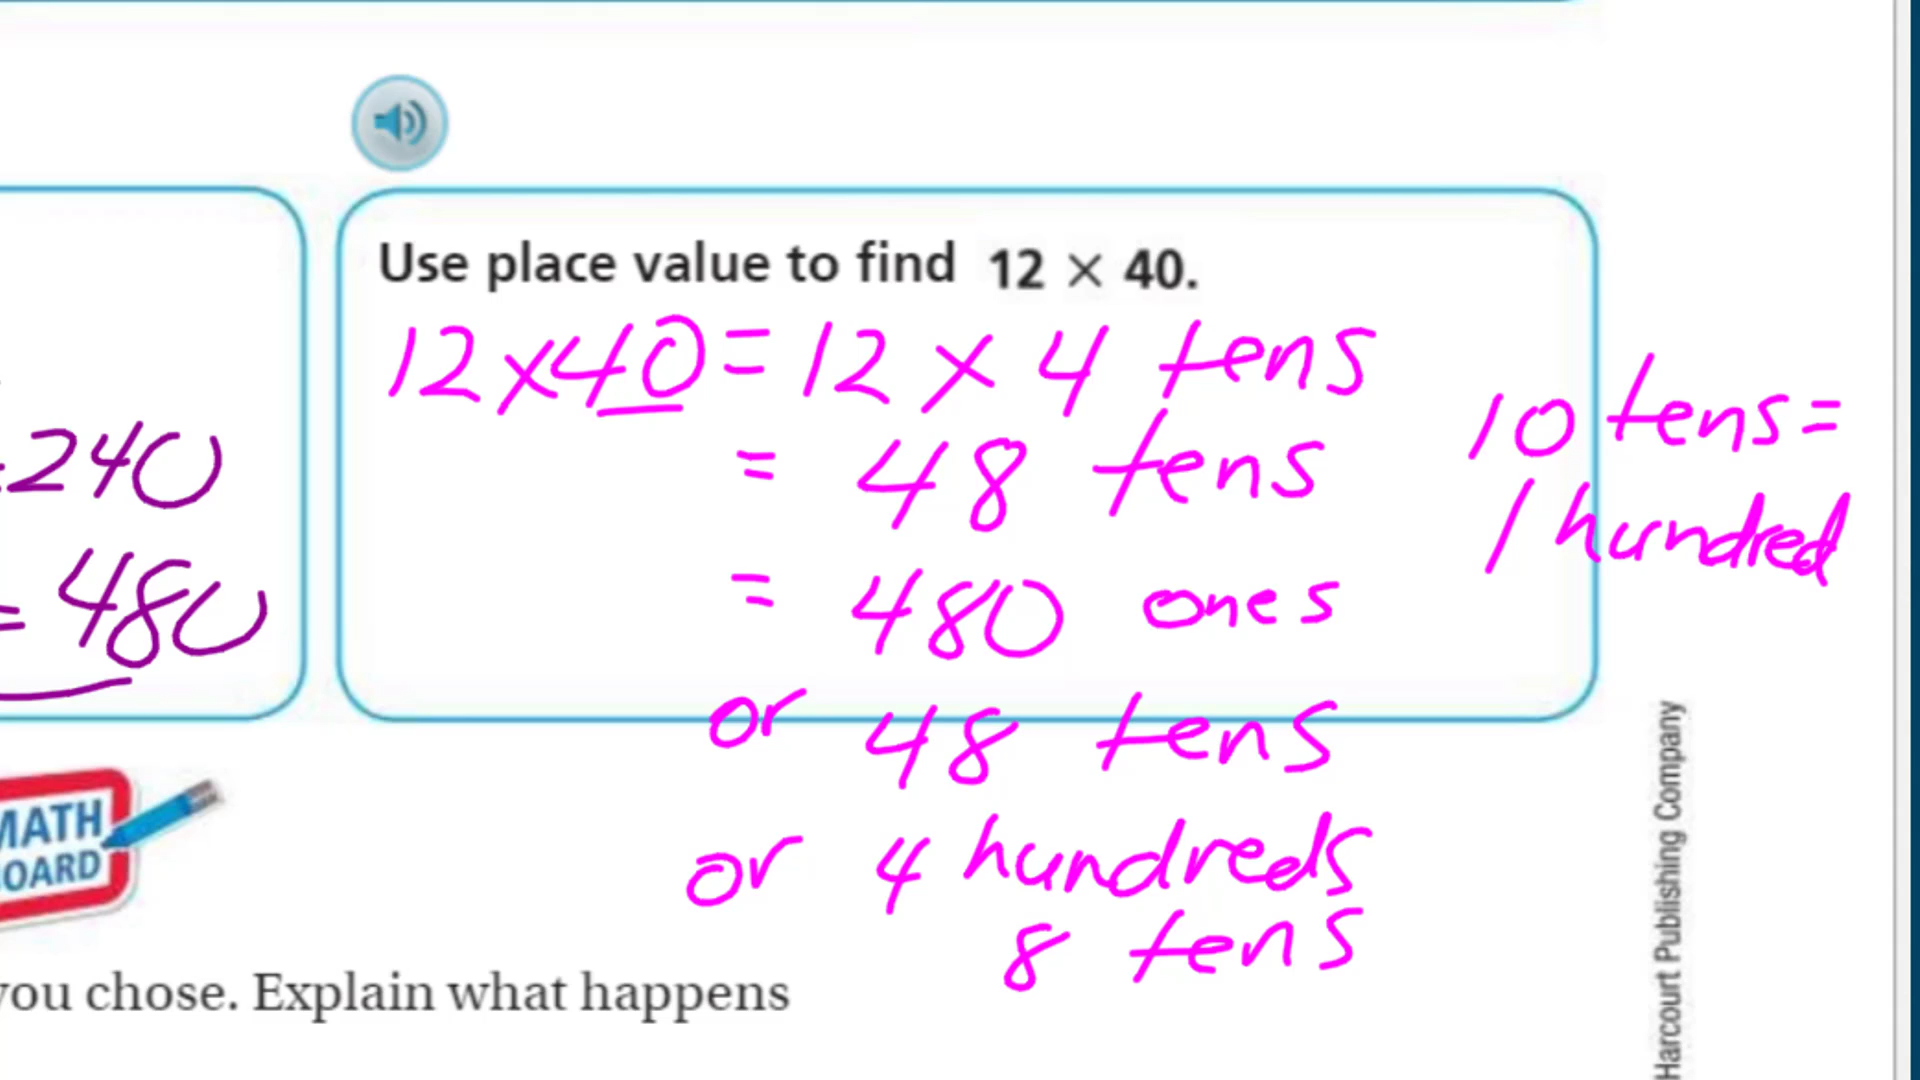 Use place value to find 12 × 40.
12×40 = 12 × 4 tens
= 48 tens
= 480 ones
or 48 tens
or 4 hundreds
8 tens
10 tens =
1 hundred
240
= 480
MATH
OARD
you chose. Explain what happens
Harcourt Publishing Company